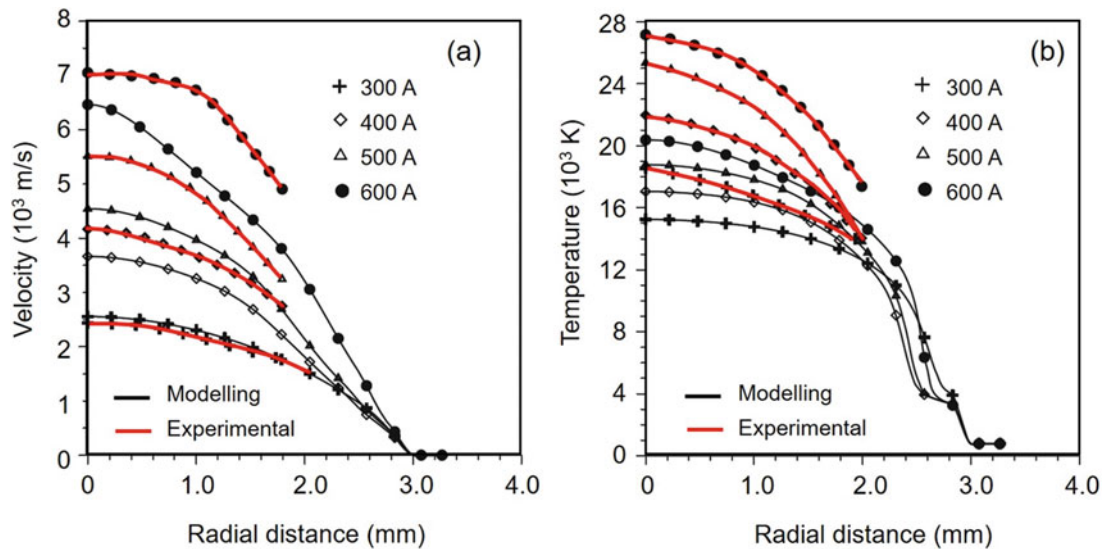 (a)
Velocity (10³ m/s)
8
7
6
5
4
3
2
1
0
300 A
400 A
500 A
600 A
Modelling
Experimental
0 1.0 2.0 3.0 4.0
Radial distance (mm)
(b)
Temperature (10³ K)
28
24
20
16
12
8
4
0
300 A
400 A
500 A
600 A
Modelling
Experimental
0 1.0 2.0 3.0 4.0
Radial distance (mm)